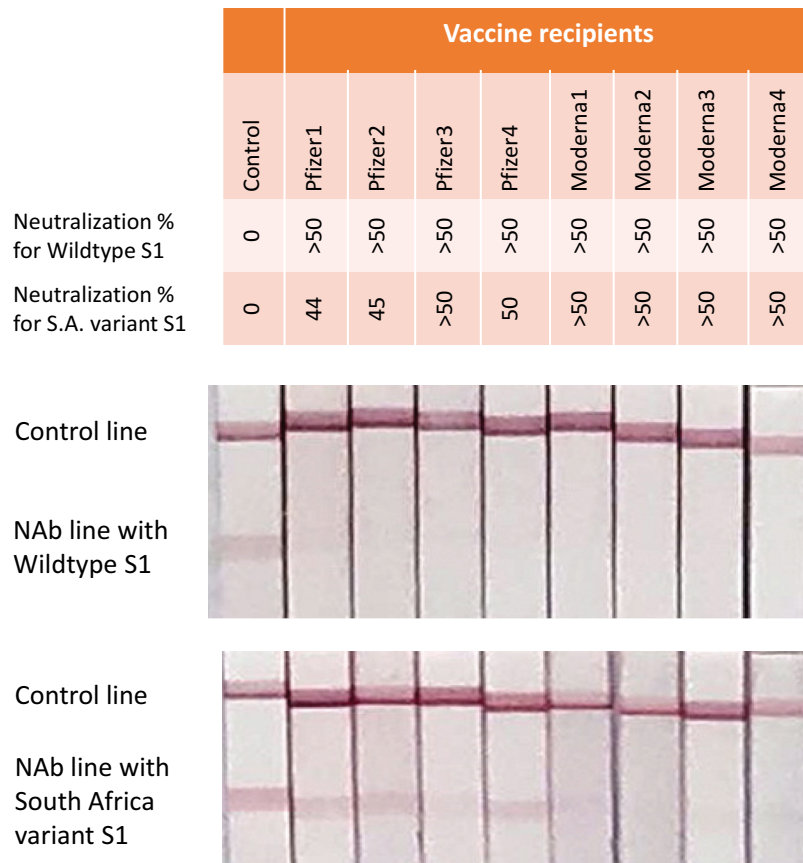 Vaccine recipients
Control
Pfizer1
Pfizer2
Pfizer3
Pfizer4
Moderna1
Moderna2
Moderna3
Moderna4
Neutralization %
for Wildtype S1
0
>50
>50
>50
>50
>50
>50
>50
>50
Neutralization %
for S.A. variant S1
0
44
45
>50
50
>50
>50
>50
>50
Control line
NAb line with
Wildtype S1
Control line
NAb line with
South Africa
variant S1